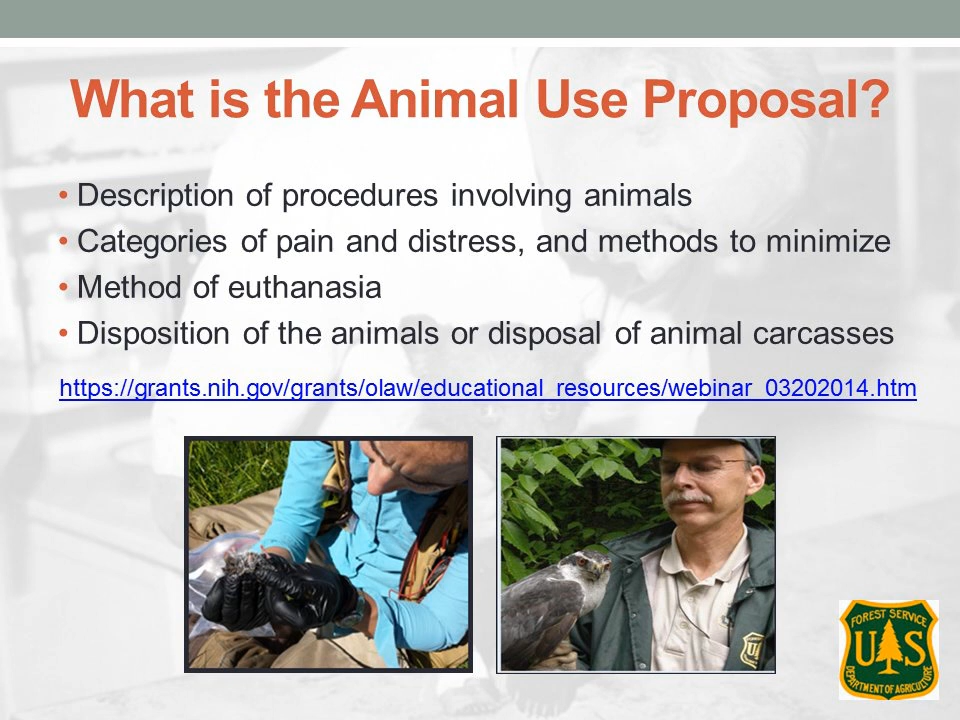 What is the Animal Use Proposal?
• Description of procedures involving animals
• Categories of pain and distress, and methods to minimize
• Method of euthanasia
• Disposition of the animals or disposal of animal carcasses
https://grants.nih.gov/grants/olaw/educational_resources/webinar_03202014.htm
FOREST SERVICE
U S
DEPARTMENT OF AGRICULTURE